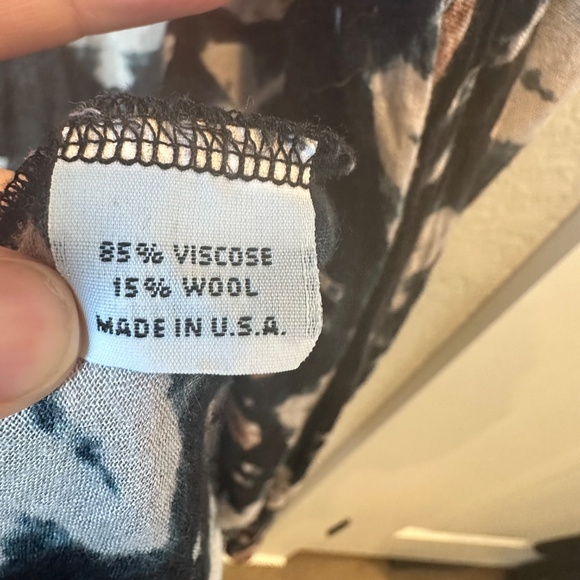 85% VISCOSE
15% WOOL
MADE IN U.S.A.